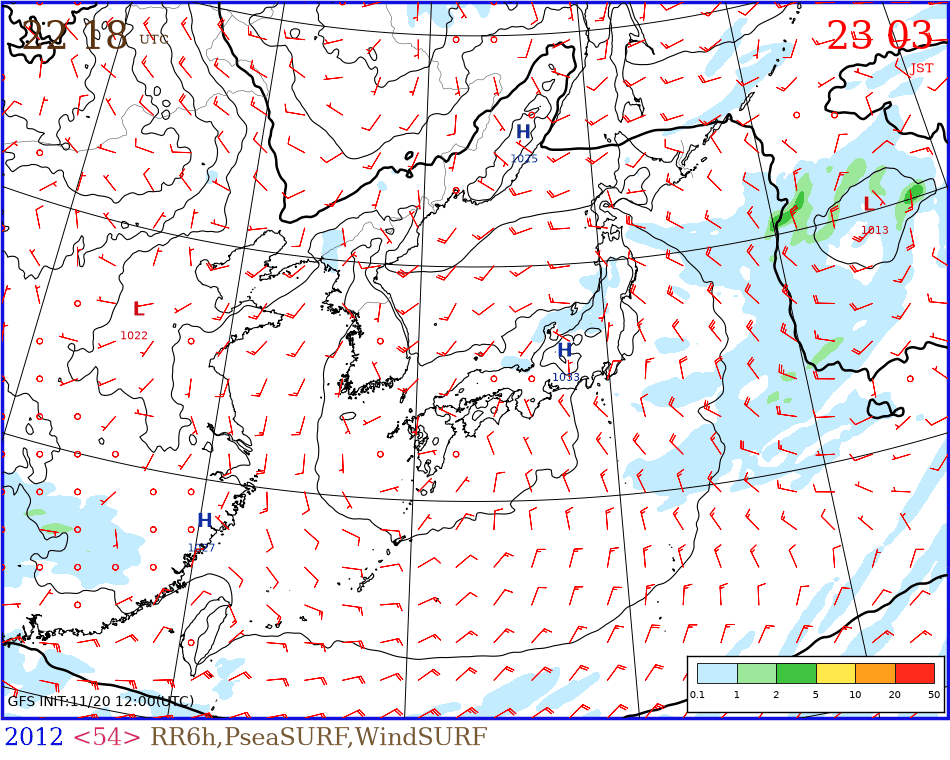 22 18 UTC
23 03 JST
H
1025
L
1013
L
1022
H
1033
H
1027
GFS INIT:11/20 12:00(UTC)
0.1 1 2 5 10 20 50
2012 <54> RR6h,PseaSURF,WindSURF